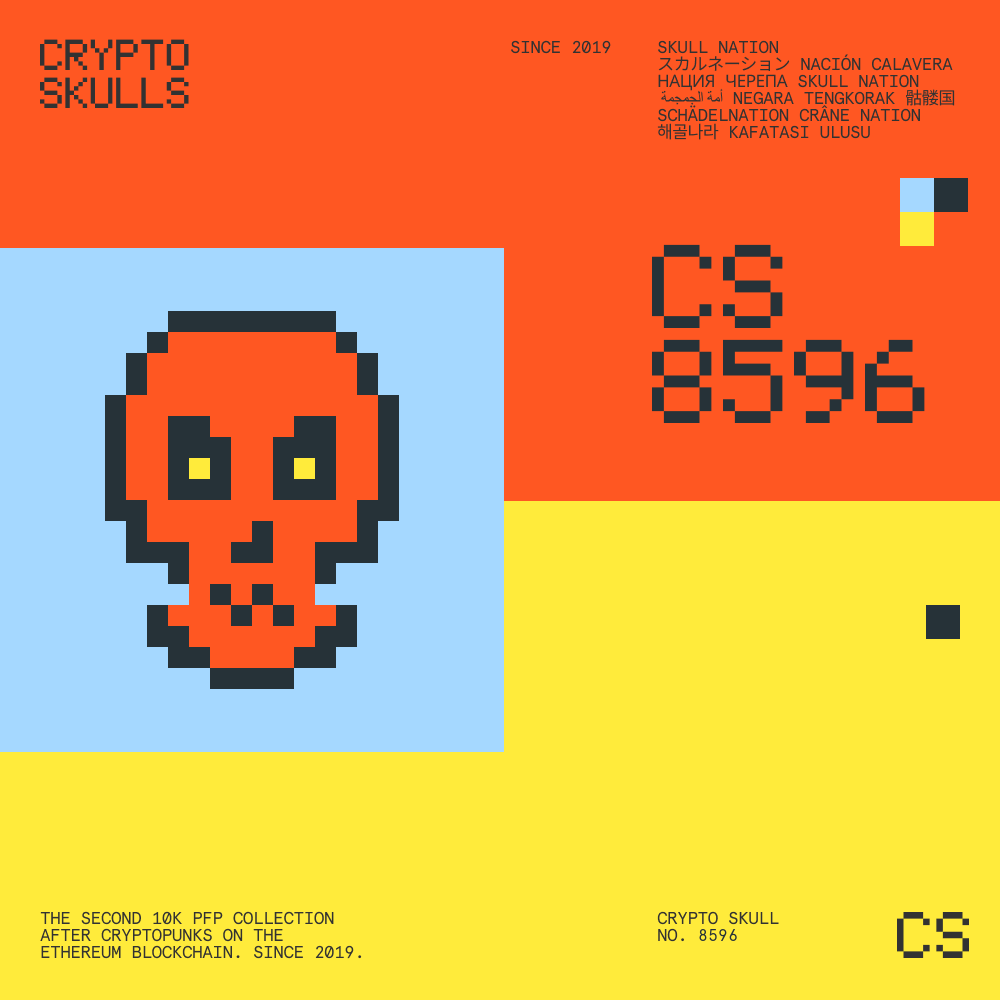 CRYPTO
SKULLS
SINCE 2019
SKULL NATION
スカルネーション NACIÓN CALAVERA
НАЦИЯ ЧЕРЕПА SKULL NATION
أمة الجمجمة NEGARA TENGKORAK 骷髅国
SCHÄDELNATION CRÂNE NATION
해골나라 KAFATASI ULUSU
CS
8596
THE SECOND 10K PFP COLLECTION
AFTER CRYPTOPUNKS ON THE
ETHEREUM BLOCKCHAIN. SINCE 2019.
CRYPTO SKULL
NO. 8596
CS